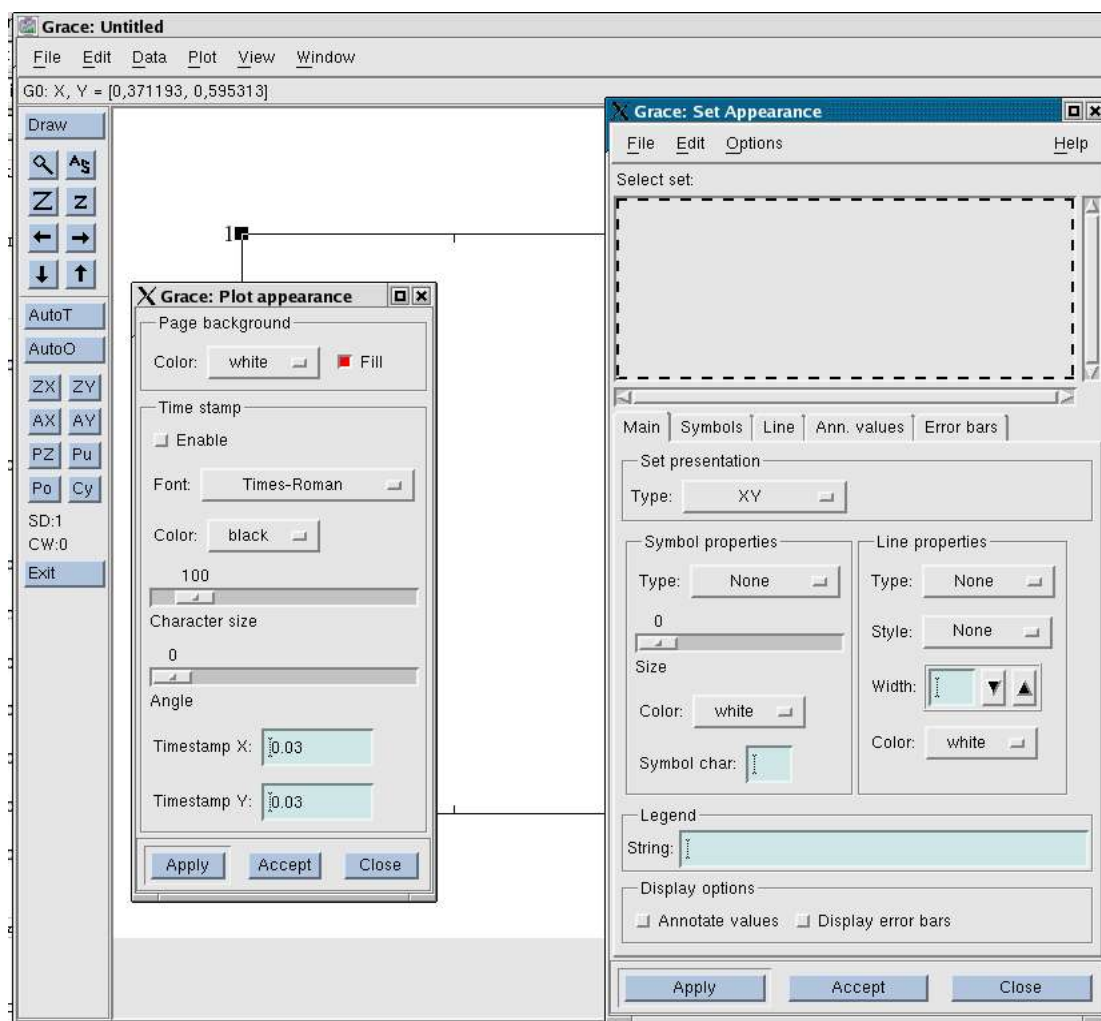 Grace: Untitled
File Edit Data Plot View Window
G0: X, Y = [0,371193, 0,595313]
Draw
AS
Z z
AutoT
AutoO
ZX ZY
AX AY
PZ Pu
Po Cy
SD:1
CW:0
Exit
1
Grace: Plot appearance
Page background
Color: white Fill
Time stamp
Enable
Font: Times-Roman
Color: black
100
Character size
0
Angle
Timestamp X: 0.03
Timestamp Y: 0.03
Apply Accept Close
Grace: Set Appearance
File Edit Options Help
Select set:
Main Symbols Line Ann. values Error bars
Set presentation
Type: XY
Symbol properties
Type: None
0
Size
Color: white
Symbol char:
Line properties
Type: None
Style: None
Width:
Color: white
Legend
String:
Display options
Annotate values Display error bars
Apply Accept Close